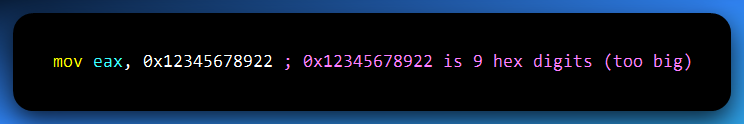 mov eax, 0x12345678922 ; 0x12345678922 is 9 hex digits (too big)